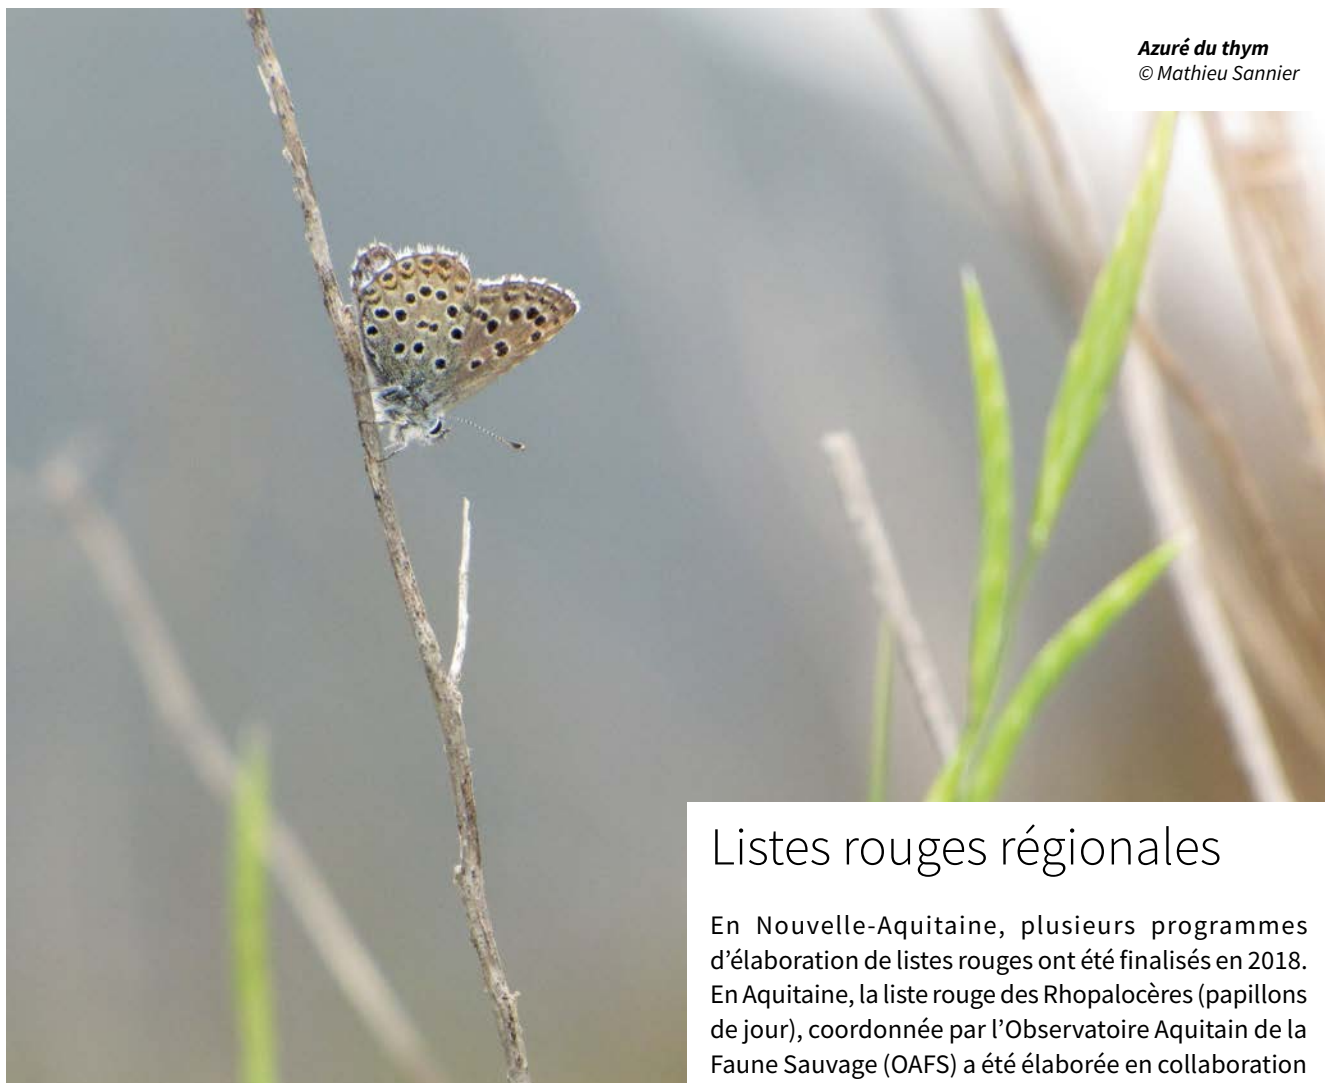 Azuré du thym
© Mathieu Sannier
Listes rouges régionales
En Nouvelle-Aquitaine, plusieurs programmes
d’élaboration de listes rouges ont été finalisés en 2018.
En Aquitaine, la liste rouge des Rhopalocères (papillons
de jour), coordonnée par l’Observatoire Aquitain de la
Faune Sauvage (OAFS) a été élaborée en collaboration